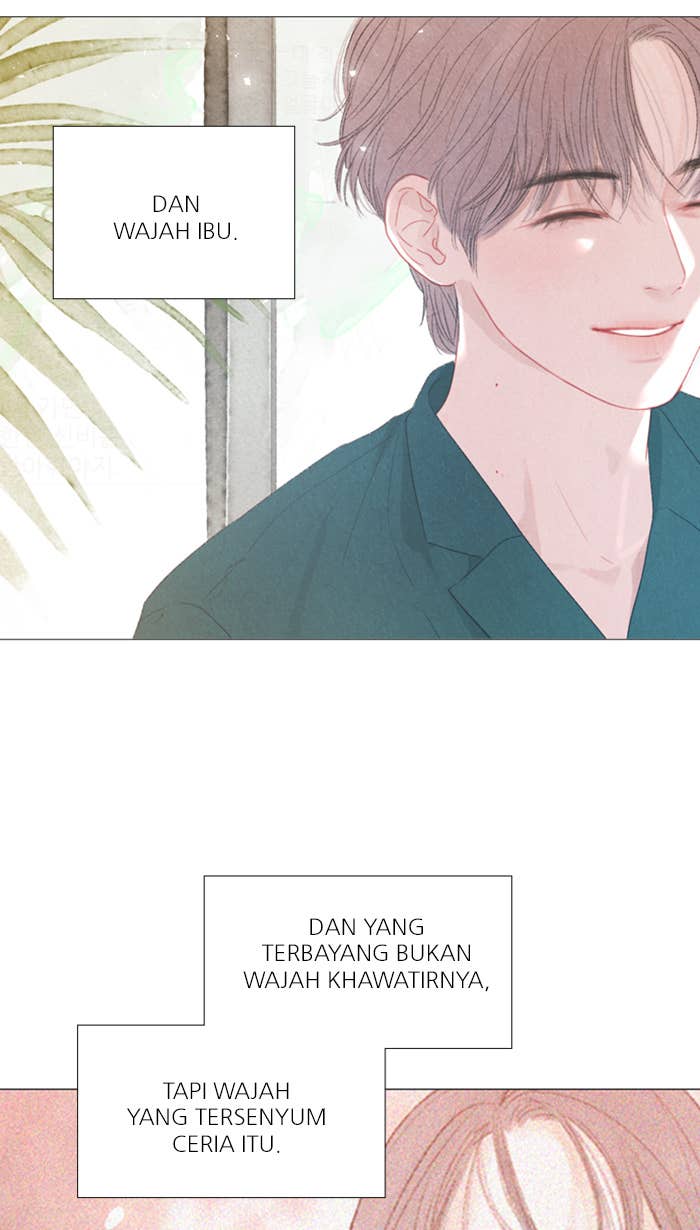 DAN
WAJAH IBU.
DAN YANG
TERBAYANG BUKAN
WAJAH KHAWATIRNYA,
TAPI WAJAH
YANG TERSENYUM
CERIA ITU.